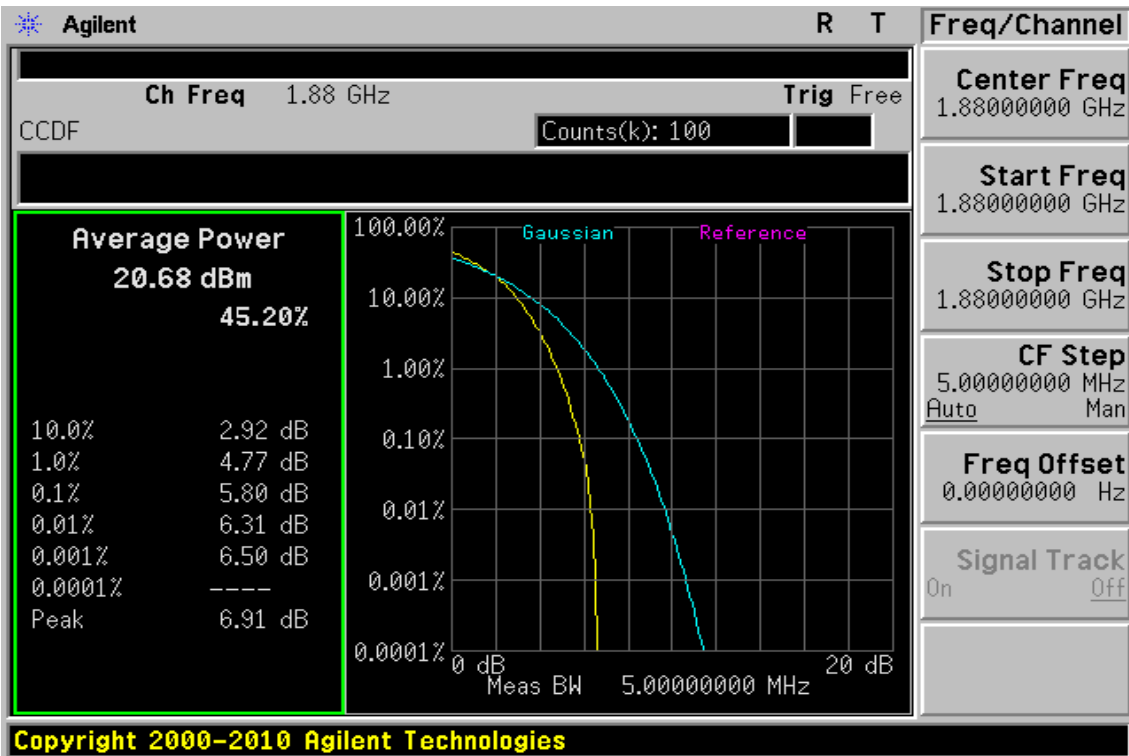 Agilent R T Freq/Channel
Ch Freq 1.88 GHz Trig Free
CCDF Counts(k): 100
Center Freq
1.88000000 GHz
Start Freq
1.88000000 GHz
Stop Freq
1.88000000 GHz
CF Step
5.00000000 MHz
Auto Man
Freq Offset
0.00000000 Hz
Signal Track
On Off
Average Power
20.68 dBm
45.20%
10.0% 2.92 dB
1.0% 4.77 dB
0.1% 5.80 dB
0.01% 6.31 dB
0.001% 6.50 dB
0.0001% ----
Peak 6.91 dB
Gaussian Reference
100.00%
10.00%
1.00%
0.10%
0.01%
0.001%
0.0001%
0 dB 20 dB
Meas BW 5.00000000 MHz
Copyright 2000-2010 Agilent Technologies